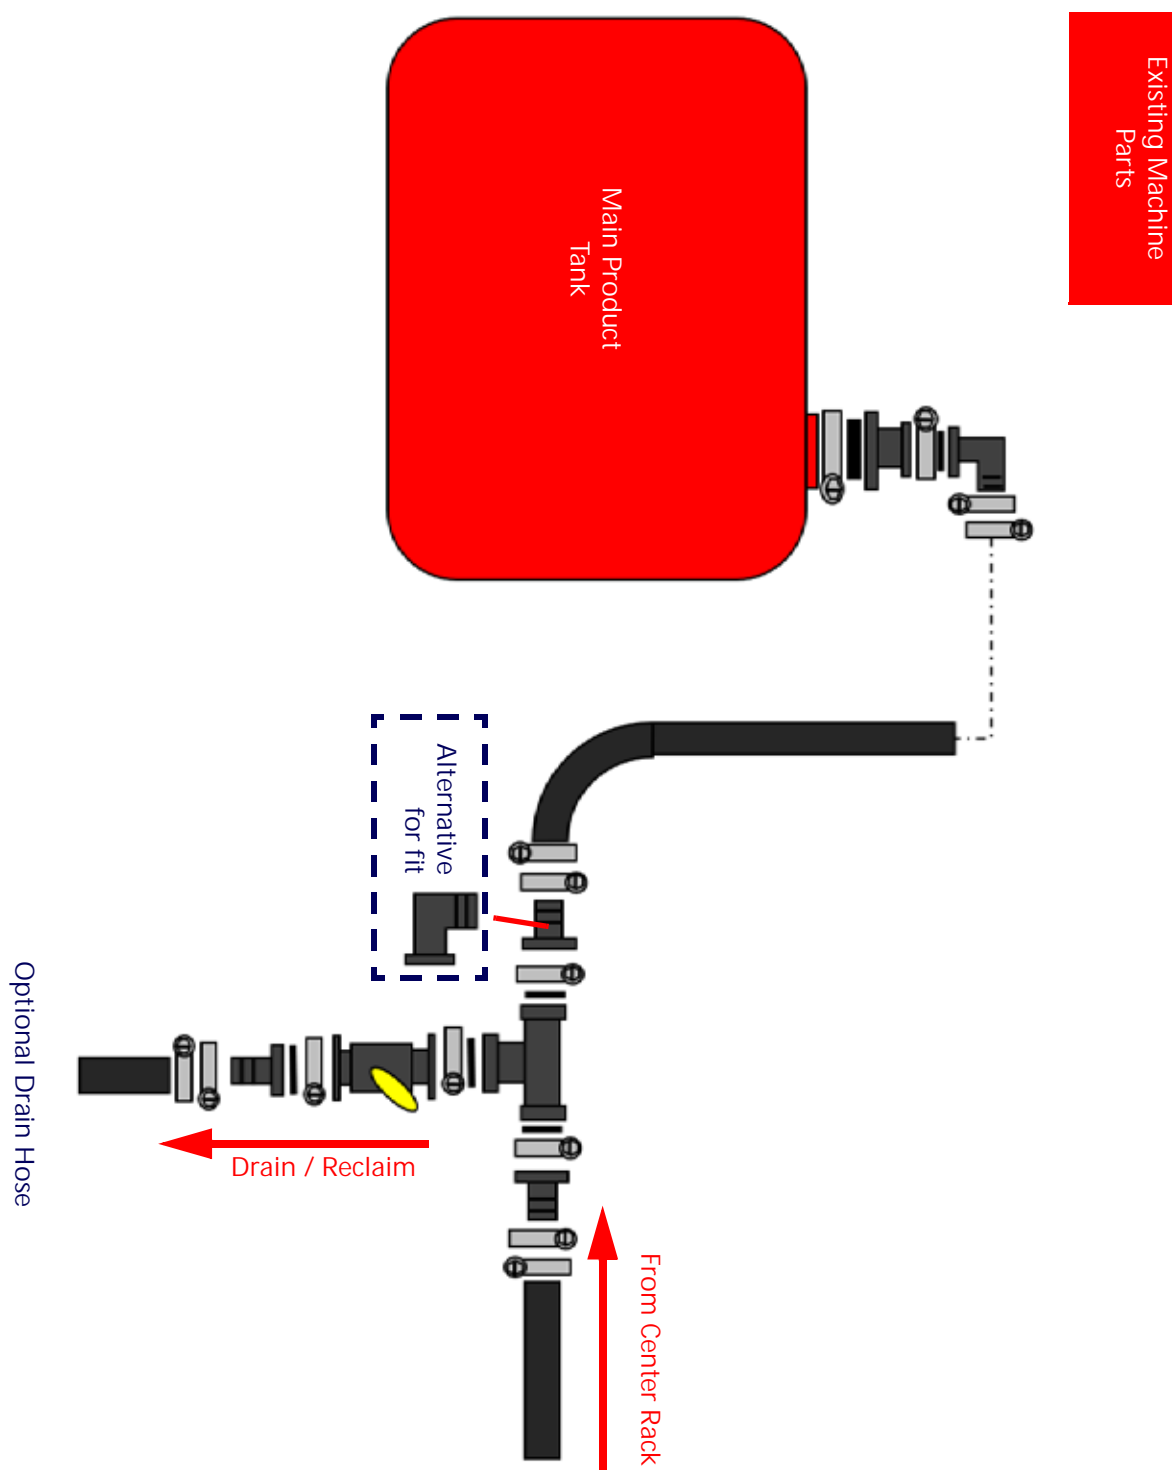 Existing Machine
Parts
Main Product
Tank
Alternative
for fit
Optional Drain Hose
Drain / Reclaim
From Center Rack